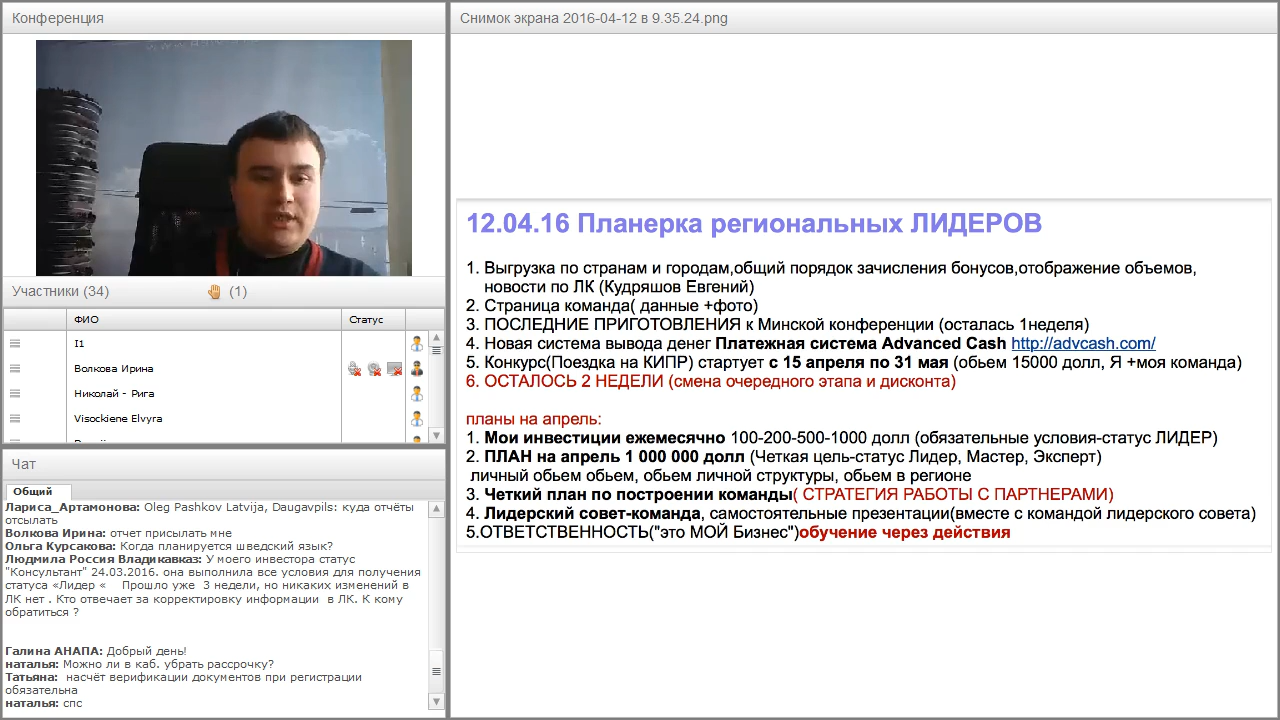 Конференция
Снимок экрана 2016-04-12 в 9.35.24.png
Участники (34)
(1)
ФИО
Статус
I1
Волкова Ирина
Николай - Рига
Visockiene Elvyra
Чат
Общий
Лариса_Артамонова: Oleg Pashkov Latvija, Daugavpils: куда отчёты
отсылать
Волкова Ирина: отчет присылать мне
Ольга Курсакова: Когда планируется шведский язык?
Людмила Россия Владикавказ: У моего инвестора статус
"Консультант" 24.03.2016. она выполнила все условия для получения
статуса «Лидер « Прошло уже 3 недели, но никаких изменений в
ЛК нет . Кто отвечает за корректировку информации в ЛК. К кому
обратиться ?
Галина АНАПА: Добрый день!
наталья: Можно ли в каб. убрать рассрочку?
Татьяна: насчёт верификации документов при регистрации
обязательна
наталья: спс
12.04.16 Планерка региональных ЛИДЕРОВ
1. Выгрузка по странам и городам,общий порядок зачисления бонусов,отображение объемов,
новости по ЛК (Кудряшов Евгений)
2. Страница команда( данные +фото)
3. ПОСЛЕДНИЕ ПРИГОТОВЛЕНИЯ к Минской конференции (осталась 1неделя)
4. Новая система вывода денег Платежная система Advanced Cash http://advcash.com/
5. Конкурс(Поездка на КИПР) стартует с 15 апреля по 31 мая (обьем 15000 долл, Я +моя команда)
6. ОСТАЛОСЬ 2 НЕДЕЛИ (смена очередного этапа и дисконта)
планы на апрель:
1. Мои инвестиции ежемесячно 100-200-500-1000 долл (обязательные условия-статус ЛИДЕР)
2. ПЛАН на апрель 1 000 000 долл (Четкая цель-статус Лидер, Мастер, Эксперт)
личный обьем обьем, обьем личной структуры, обьем в регионе
3. Четкий план по построении команды( СТРАТЕГИЯ РАБОТЫ С ПАРТНЕРАМИ)
4. Лидерский совет-команда, самостоятельные презентации(вместе с командой лидерского совета)
5.ОТВЕТСТВЕННОСТЬ("это МОЙ Бизнес")обучение через действия